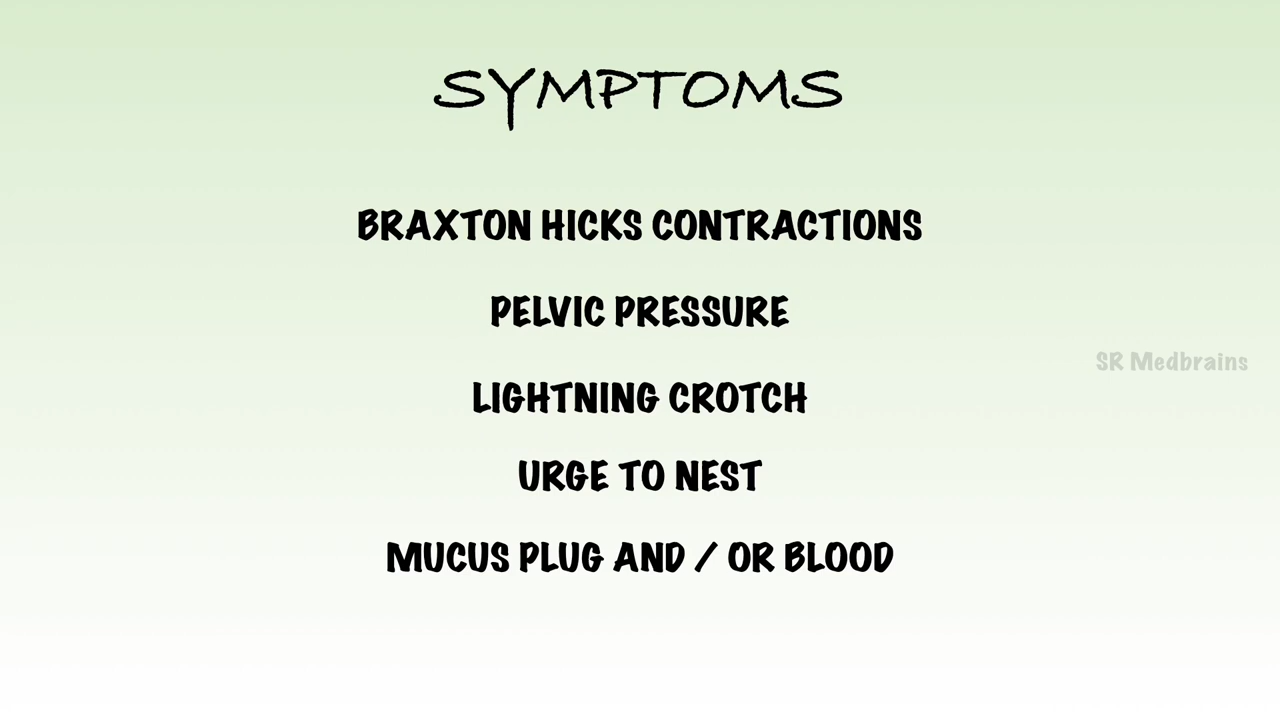 SYMPTOMS
BRAXTON HICKS CONTRACTIONS
PELVIC PRESSURE
SR Medbrains
LIGHTNING CROTCH
URGE TO NEST
MUCUS PLUG AND / OR BLOOD